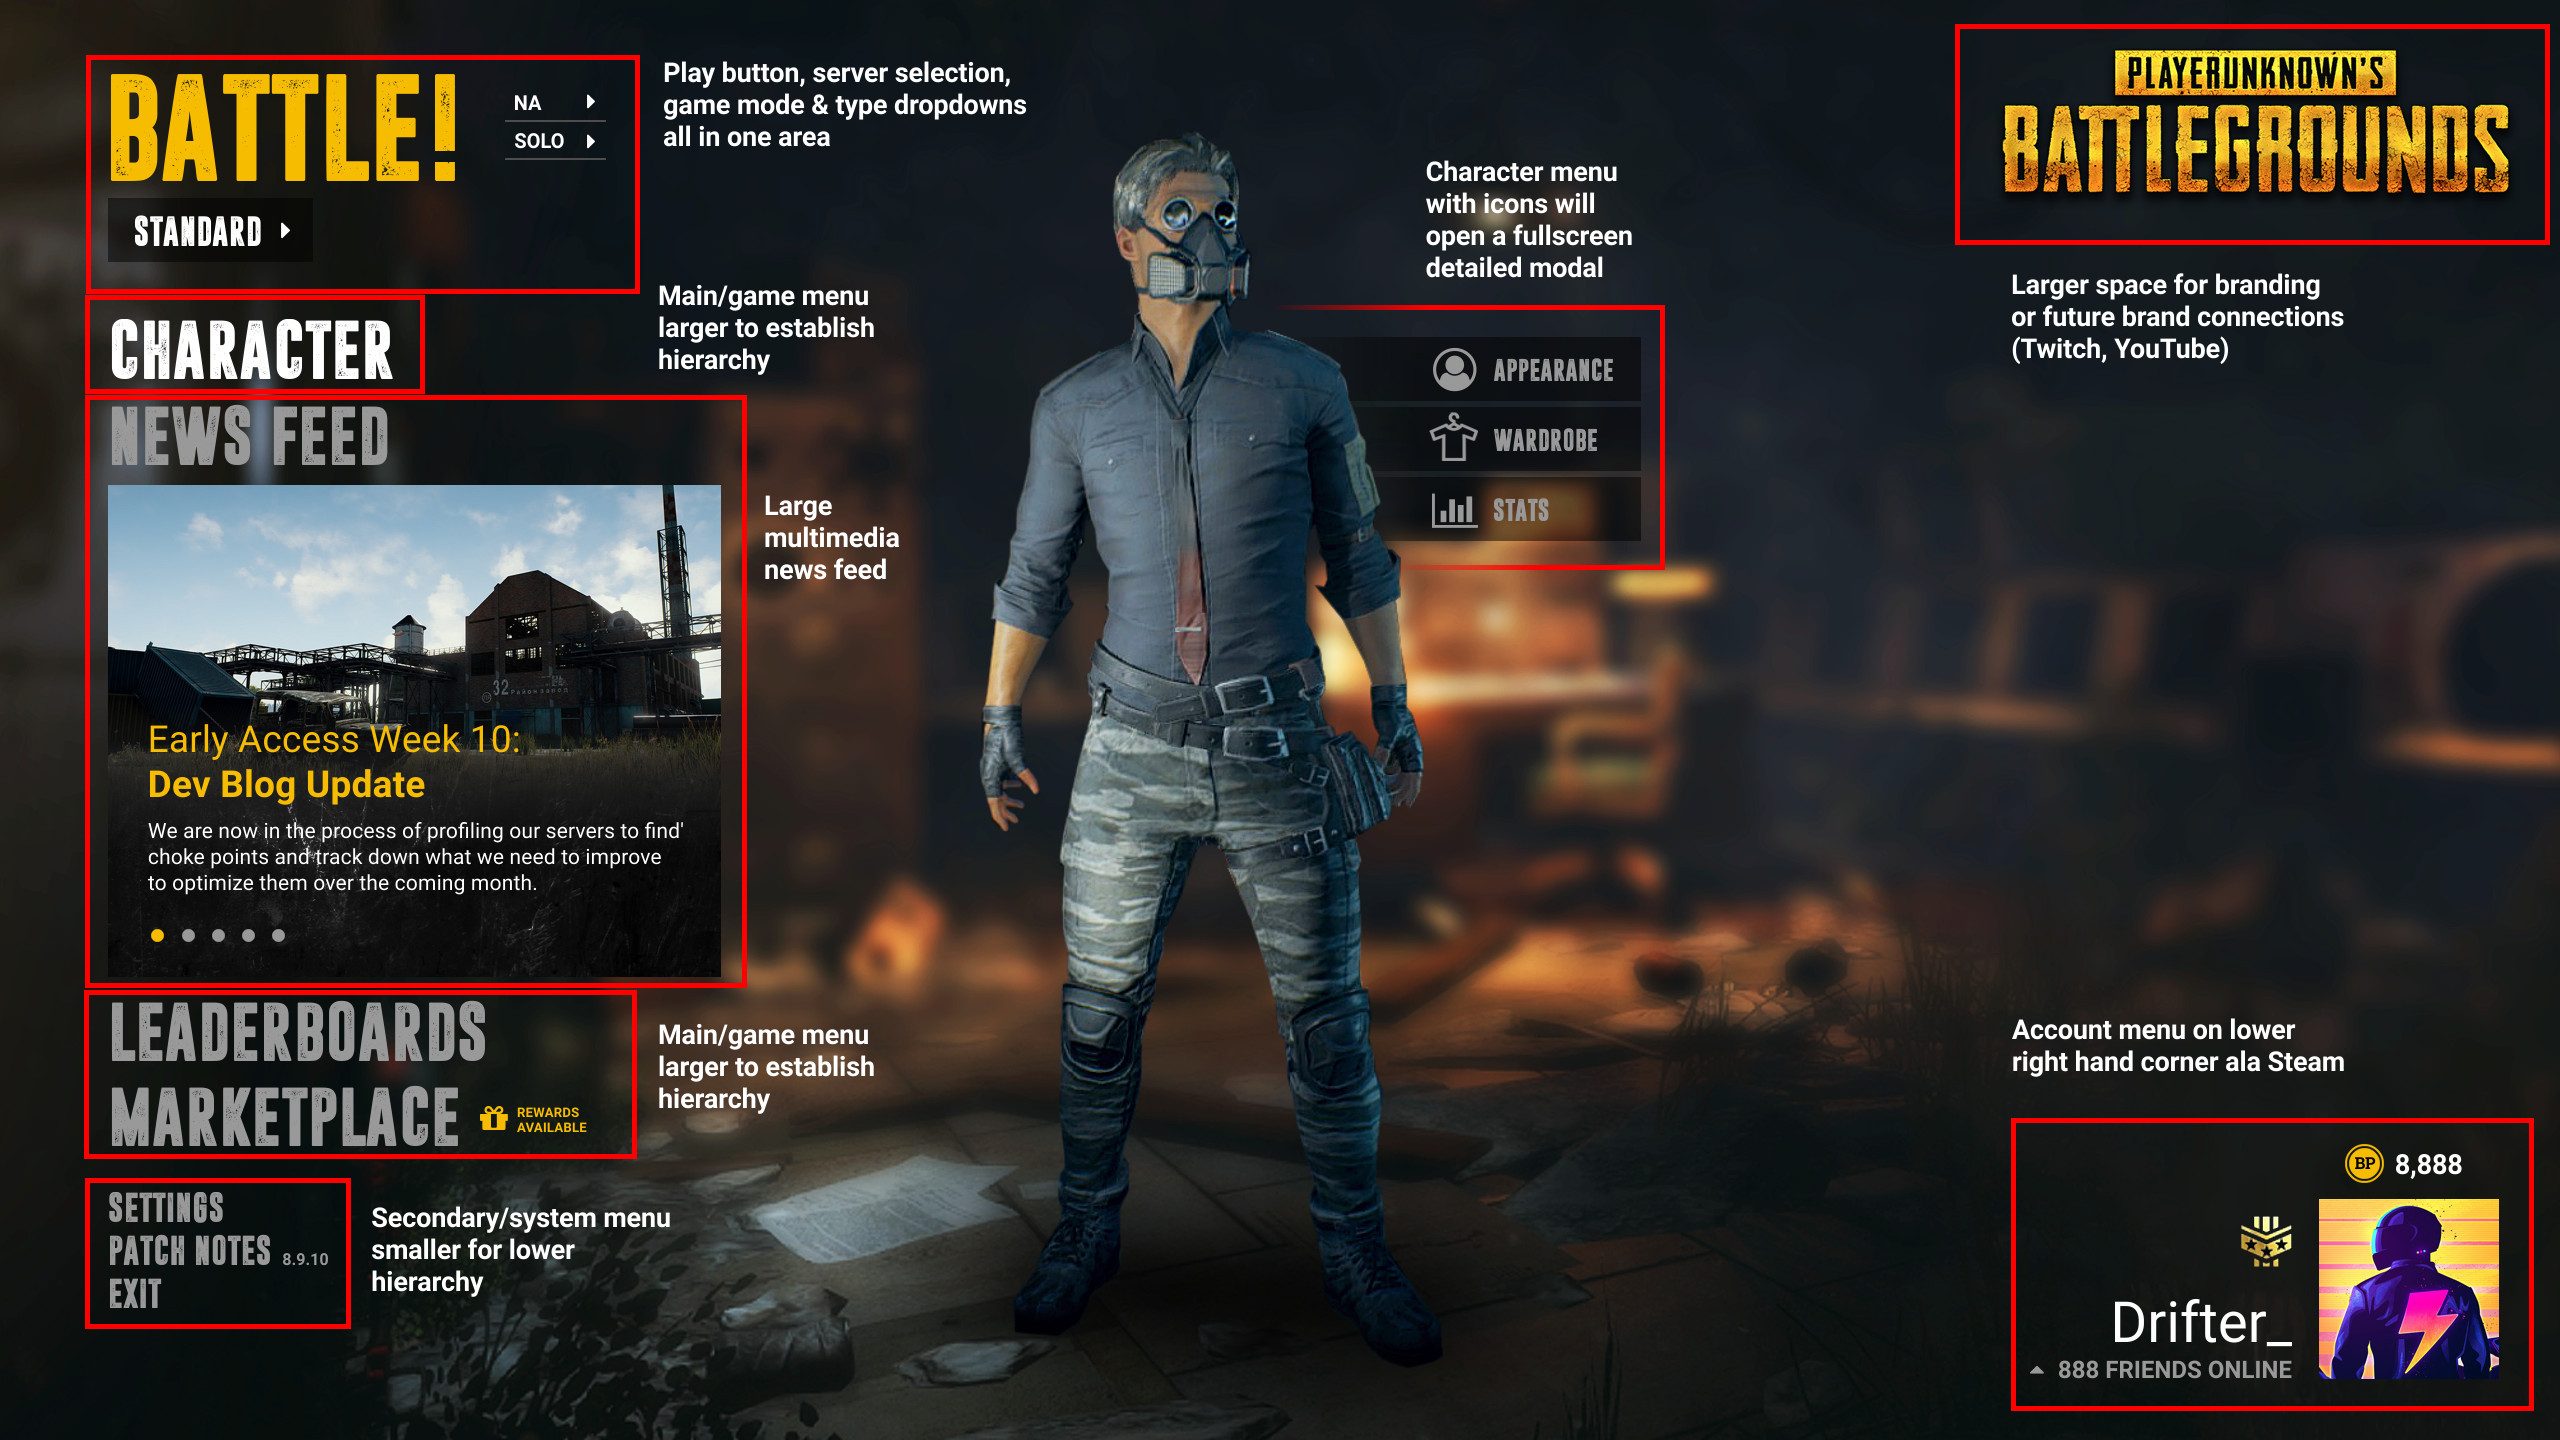 BATTLE!
NA
SOLO
STANDARD
Play button, server selection,
game mode & type dropdowns
all in one area
CHARACTER
Main/game menu
larger to establish
hierarchy
NEWS FEED
Large
multimedia
news feed
32
Early Access Week 10:
Dev Blog Update
We are now in the process of profiling our servers to find'
choke points and track down what we need to improve
to optimize them over the coming month.
LEADERBOARDS
MARKETPLACE
REWARDS
AVAILABLE
Main/game menu
larger to establish
hierarchy
SETTINGS
PATCH NOTES 8.9.10
EXIT
Secondary/system menu
smaller for lower
hierarchy
Character menu
with icons will
open a fullscreen
detailed modal
APPEARANCE
WARDROBE
STATS
PLAYERUNKNOWN'S
BATTLEGROUNDS
Larger space for branding
or future brand connections
(Twitch, YouTube)
Account menu on lower
right hand corner ala Steam
BP 8,888
Drifter_
888 FRIENDS ONLINE